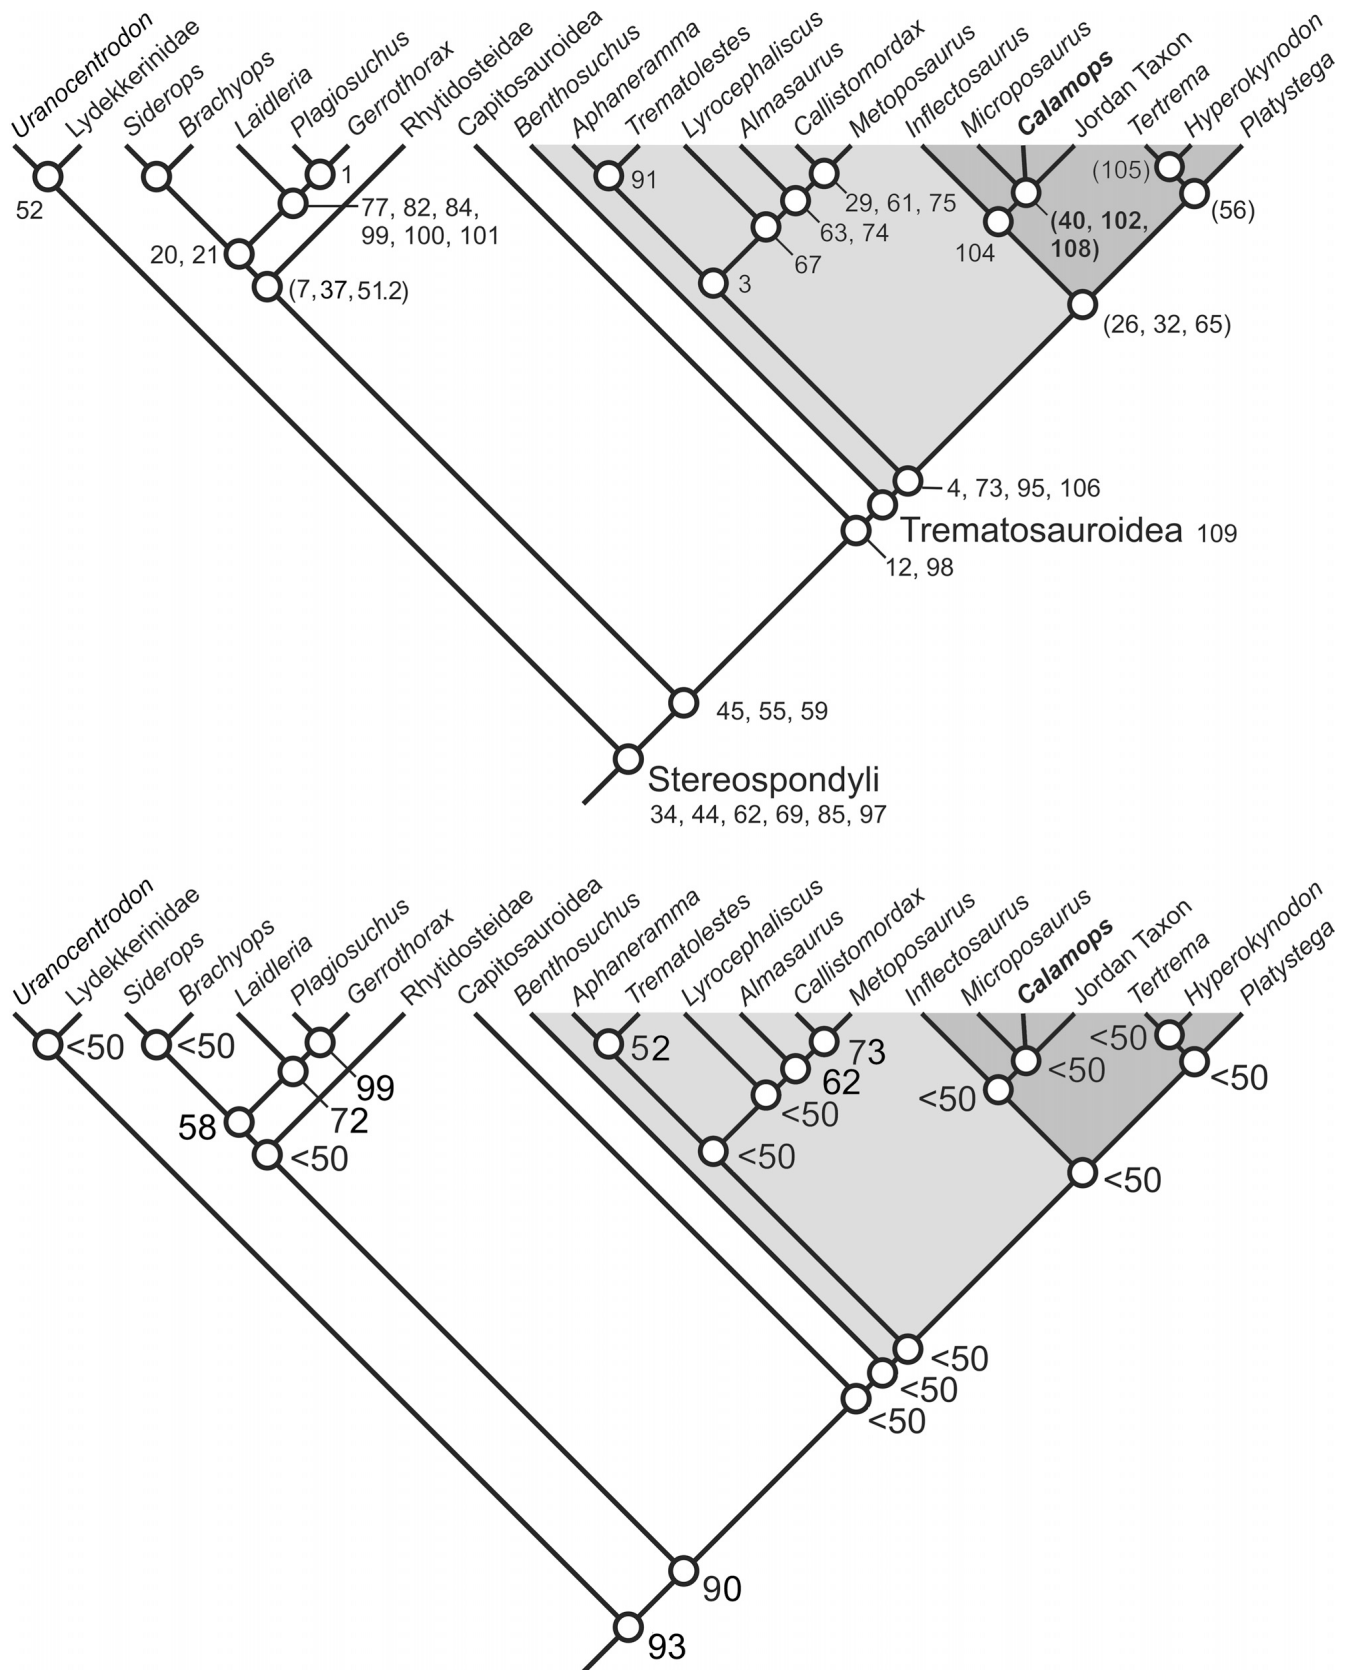 Uranocentrodon
Lydekkerinidae
Siderops
Brachyops
Laidleria
Plagiosuchus
Gerrothorax
Rhytidosteidae
Capitosauroidea
Benthosuchus
Aphaneramma
Trematolestes
Lyrocephaliscus
Almasaurus
Callistomordax
Metoposaurus
Inflectosaurus
Microposaurus
Calamops
Jordan Taxon
Tertrema
Hyperokynodon
Platystega
52
1
77, 82, 84,
99, 100, 101
20, 21
(7, 37, 51.2)
91
29, 61, 75
63, 74
67
3
(105)
(56)
(40, 102,
108)
104
(26, 32, 65)
4, 73, 95, 106
Trematosauroidea 109
12, 98
45, 55, 59
Stereospondyli
34, 44, 62, 69, 85, 97
Uranocentrodon
Lydekkerinidae
Siderops
Brachyops
Laidleria
Plagiosuchus
Gerrothorax
Rhytidosteidae
Capitosauroidea
Benthosuchus
Aphaneramma
Trematolestes
Lyrocephaliscus
Almasaurus
Callistomordax
Metoposaurus
Inflectosaurus
Microposaurus
Calamops
Jordan Taxon
Tertrema
Hyperokynodon
Platystega
<50
<50
99
72
58
<50
52
73
62
<50
<50
<50
<50
<50
<50
<50
<50
<50
<50
90
93